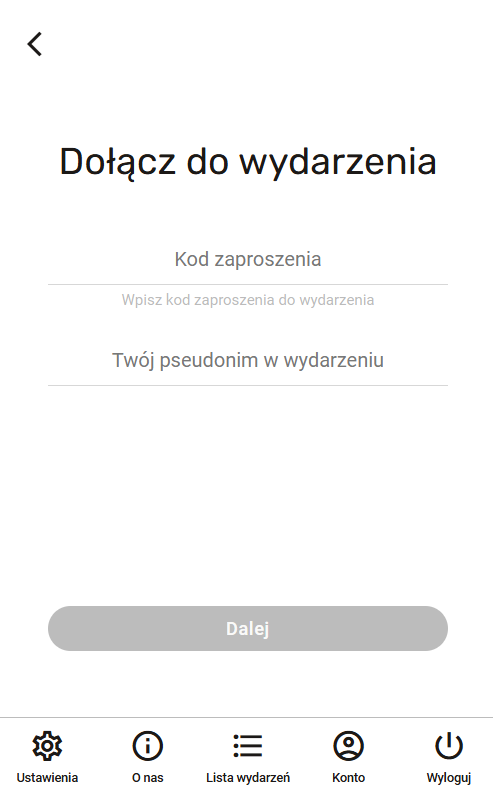 Dołącz do wydarzenia
Kod zaproszenia
Wpisz kod zaproszenia do wydarzenia
Twój pseudonim w wydarzeniu
Dalej
Ustawienia
O nas
Lista wydarzeń
Konto
Wyloguj